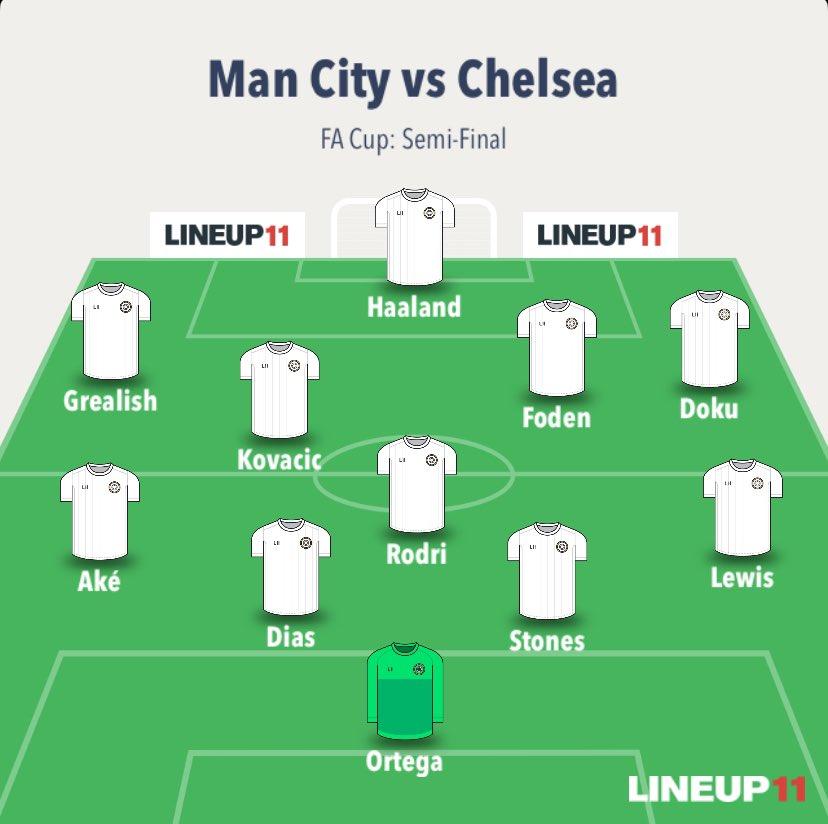 Man City vs Chelsea
FA Cup: Semi-Final
LINEUP11
LINEUP11
Haaland
Grealish
Foden
Doku
Kovacic
Rodri
Aké
Lewis
Dias
Stones
Ortega
LINEUP11